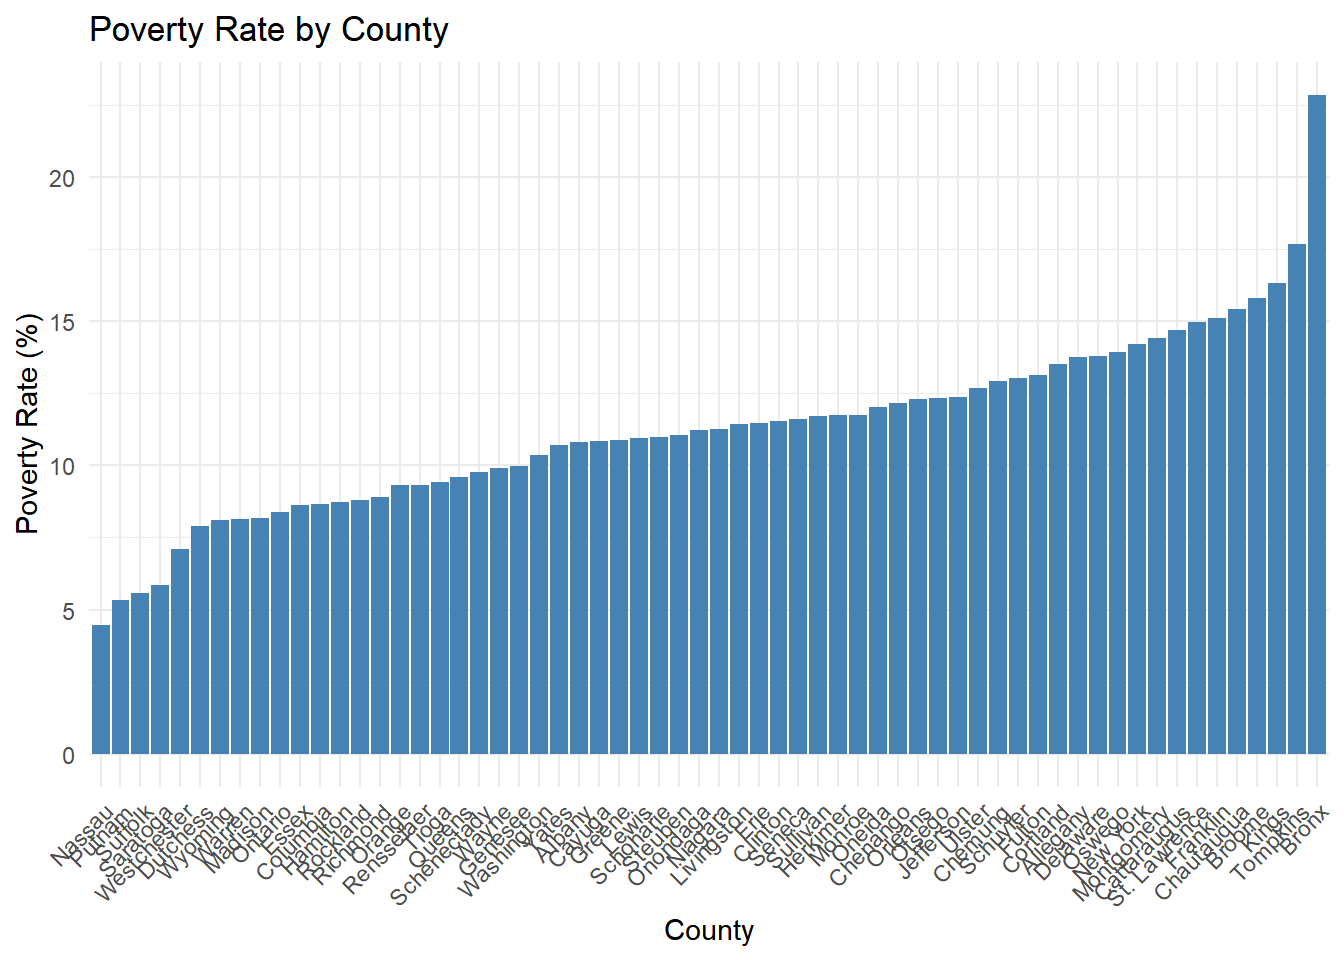 Poverty Rate by County
Poverty Rate (%)
20
15
10
5
0
Nassau
Putnam
Suffolk
Saratoga
Westchester
Dutchess
Wyoming
Warren
Madison
Ontario
Essex
Columbia
Hamilton
Rockland
Richmond
Orange
Rensselaer
Tioga
Queens
Schenectady
Wayne
Genesee
Washington
Yates
Albany
Cayuga
Greene
Lewis
Schoharie
Steuben
Onondaga
Niagara
Livingston
Erie
Clinton
Seneca
Sullivan
Herkimer
Monroe
Oneida
Chenango
Orleans
Otsego
Jefferson
Ulster
Chemung
Schuyler
Fulton
Cortland
Allegany
Delaware
Oswego
New York
Montgomery
Cattaraugus
St. Lawrence
Franklin
Chautauqua
Broome
Kings
Tompkins
Bronx
County